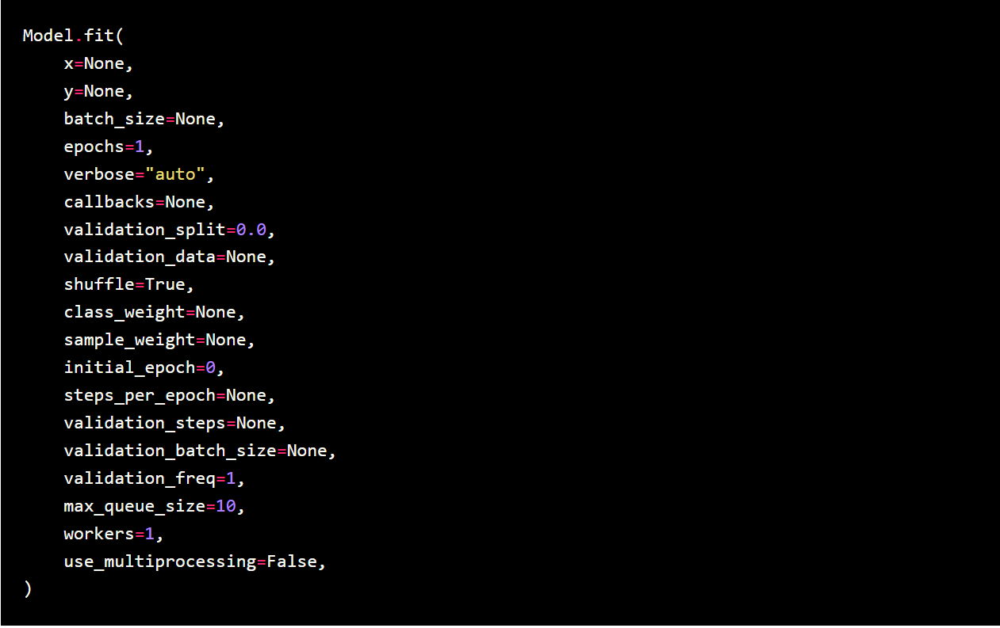 Model.fit(
    x=None,
    y=None,
    batch_size=None,
    epochs=1,
    verbose="auto",
    callbacks=None,
    validation_split=0.0,
    validation_data=None,
    shuffle=True,
    class_weight=None,
    sample_weight=None,
    initial_epoch=0,
    steps_per_epoch=None,
    validation_steps=None,
    validation_batch_size=None,
    validation_freq=1,
    max_queue_size=10,
    workers=1,
    use_multiprocessing=False,
)